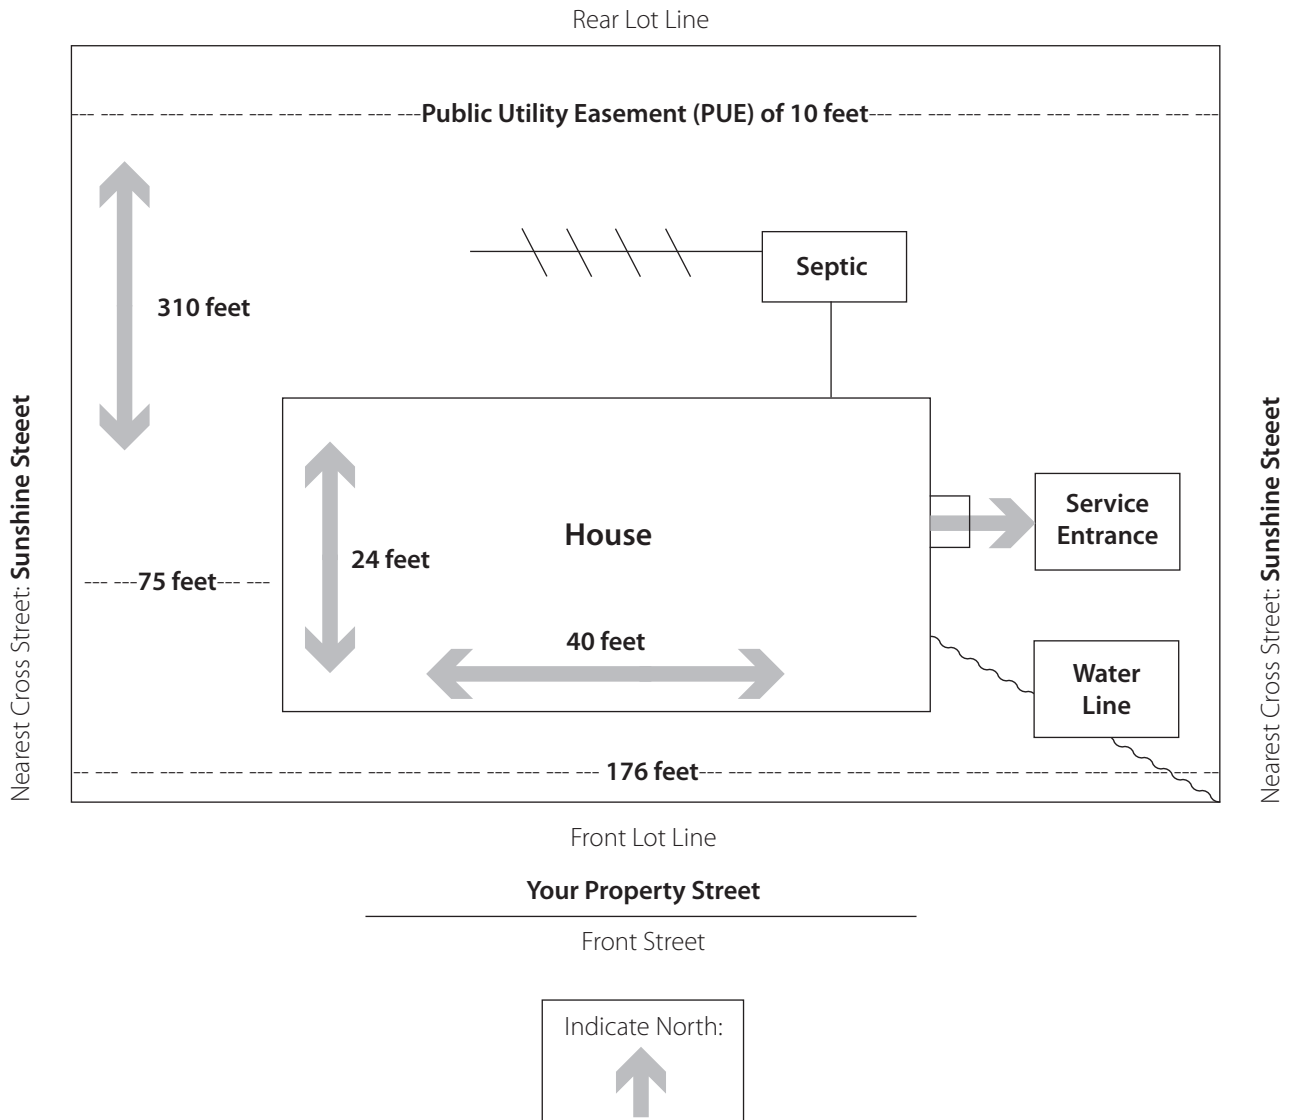 Rear Lot Line
Public Utility Easement (PUE) of 10 feet
Septic
310 feet
Nearest Cross Street: Sunshine Steeet
Nearest Cross Street: Sunshine Steeet
Service
Entrance
House
24 feet
75 feet
40 feet
Water
Line
176 feet
Front Lot Line
Your Property Street
Front Street
Indicate North: